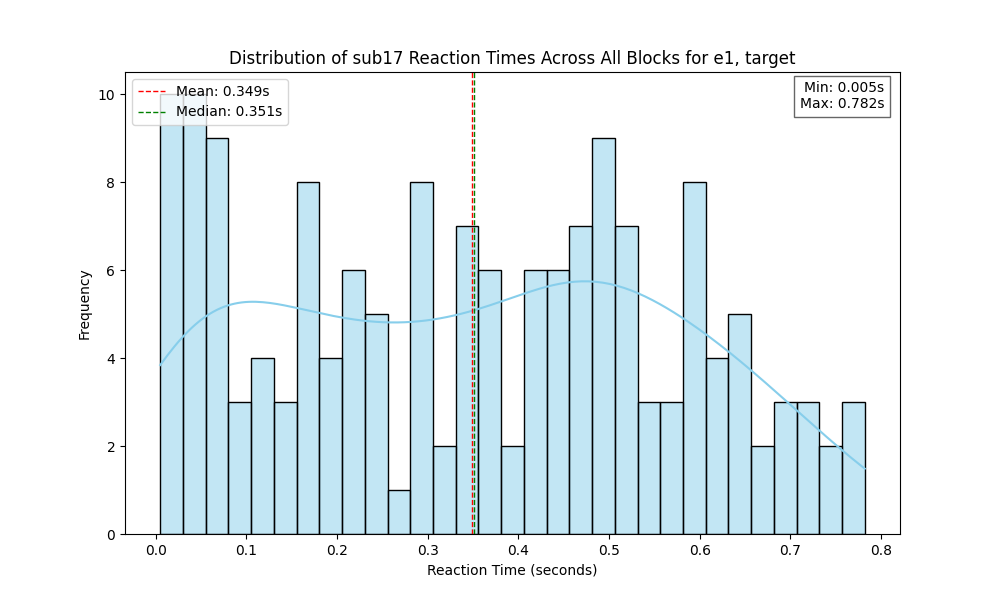 Distribution of sub17 Reaction Times Across All Blocks for e1, target
Mean: 0.349s
Median: 0.351s
Min: 0.005s
Max: 0.782s
Frequency
10
8
6
4
2
0
0.0 0.1 0.2 0.3 0.4 0.5 0.6 0.7 0.8
Reaction Time (seconds)